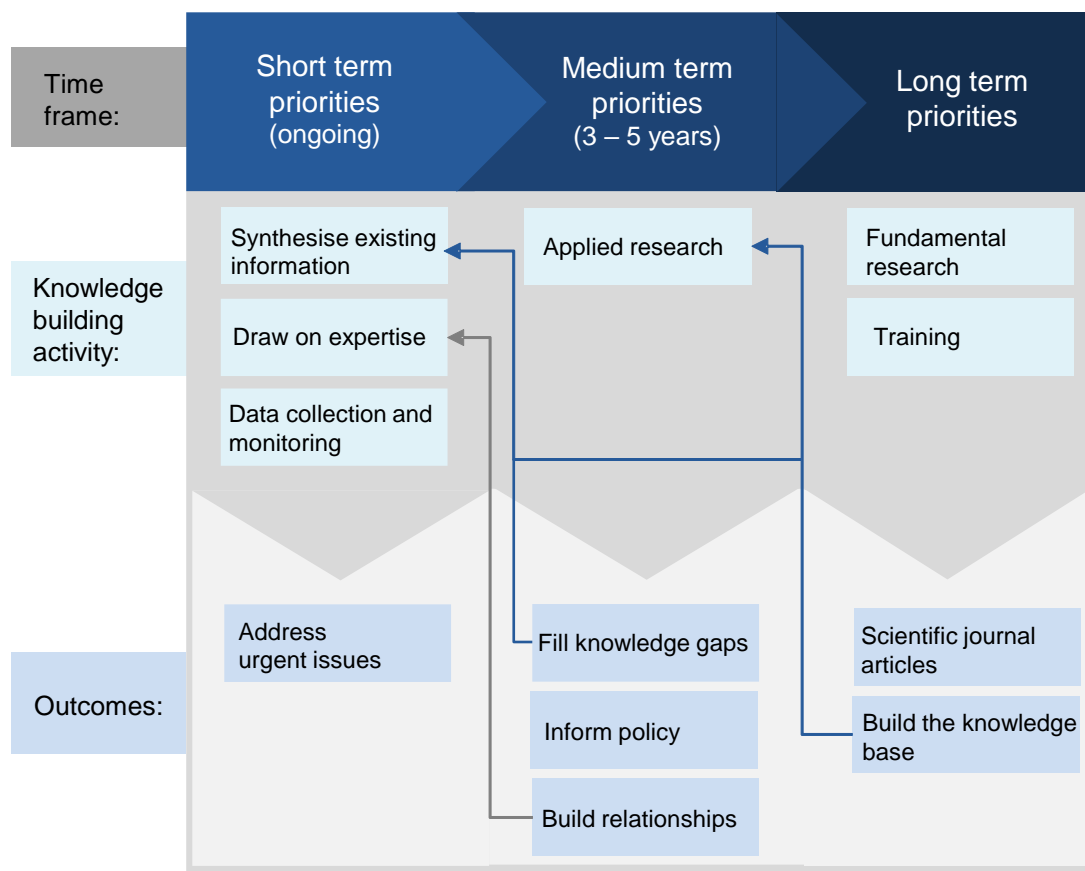 Time
frame:
Short term
priorities
(ongoing)
Medium term
priorities
(3 – 5 years)
Long term
priorities
Knowledge
building
activity:
Synthesise existing
information
Draw on expertise
Data collection and
monitoring
Applied research
Fundamental
research
Training
Outcomes:
Address
urgent issues
Fill knowledge gaps
Inform policy
Build relationships
Scientific journal
articles
Build the knowledge
base